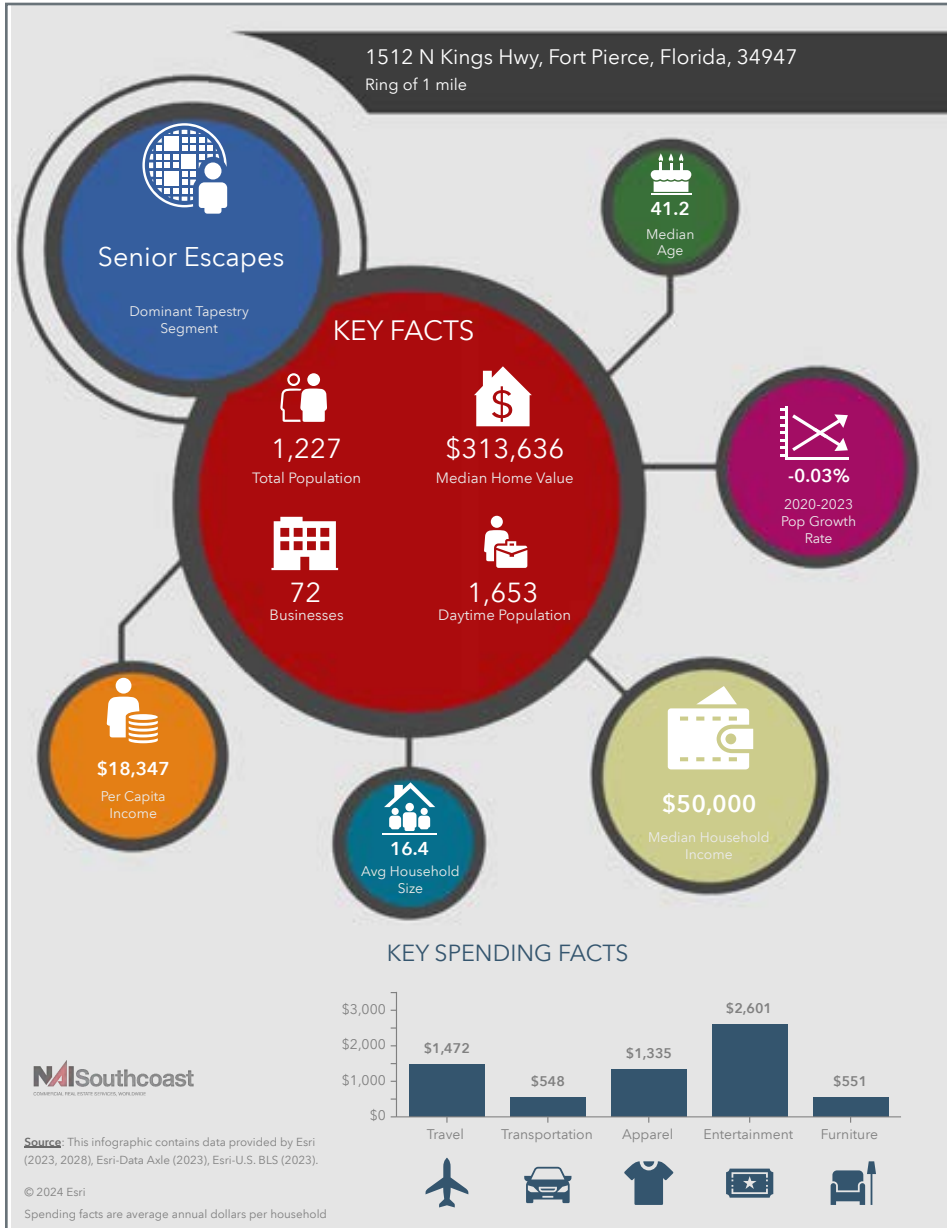 1512 N Kings Hwy, Fort Pierce, Florida, 34947
Ring of 1 mile
Senior Escapes
Dominant Tapestry
Segment
41.2
Median
Age
KEY FACTS
1,227
Total Population
$313,636
Median Home Value
72
Businesses
1,653
Daytime Population
-0.03%
2020-2023
Pop Growth
Rate
$18,347
Per Capita
Income
16.4
Avg Household
Size
$50,000
Median Household
Income
KEY SPENDING FACTS
$3,000
$2,000
$1,000
$0
$1,472
$548
$1,335
$2,601
$551
Travel
Transportation
Apparel
Entertainment
Furniture
NAISouthcoast
COMMERCIAL REAL ESTATE SERVICES, WORLDWIDE
Source: This infographic contains data provided by Esri
(2023, 2028), Esri-Data Axle (2023), Esri-U.S. BLS (2023).
© 2024 Esri
Spending facts are average annual dollars per household